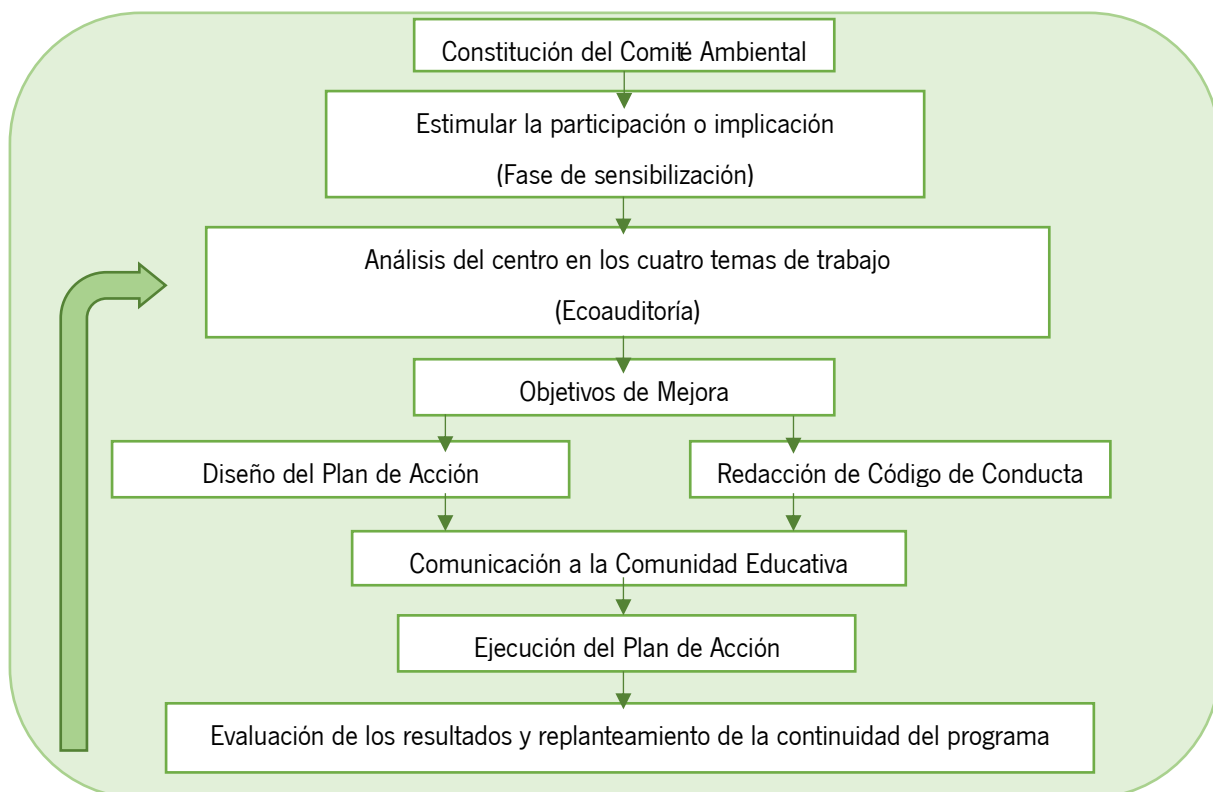 Constitución del Comité Ambiental
Estimular la participación o implicación
(Fase de sensibilización)
Análisis del centro en los cuatro temas de trabajo
(Ecoauditoría)
Objetivos de Mejora
Diseño del Plan de Acción
Redacción de Código de Conducta
Comunicación a la Comunidad Educativa
Ejecución del Plan de Acción
Evaluación de los resultados y replanteamiento de la continuidad del programa